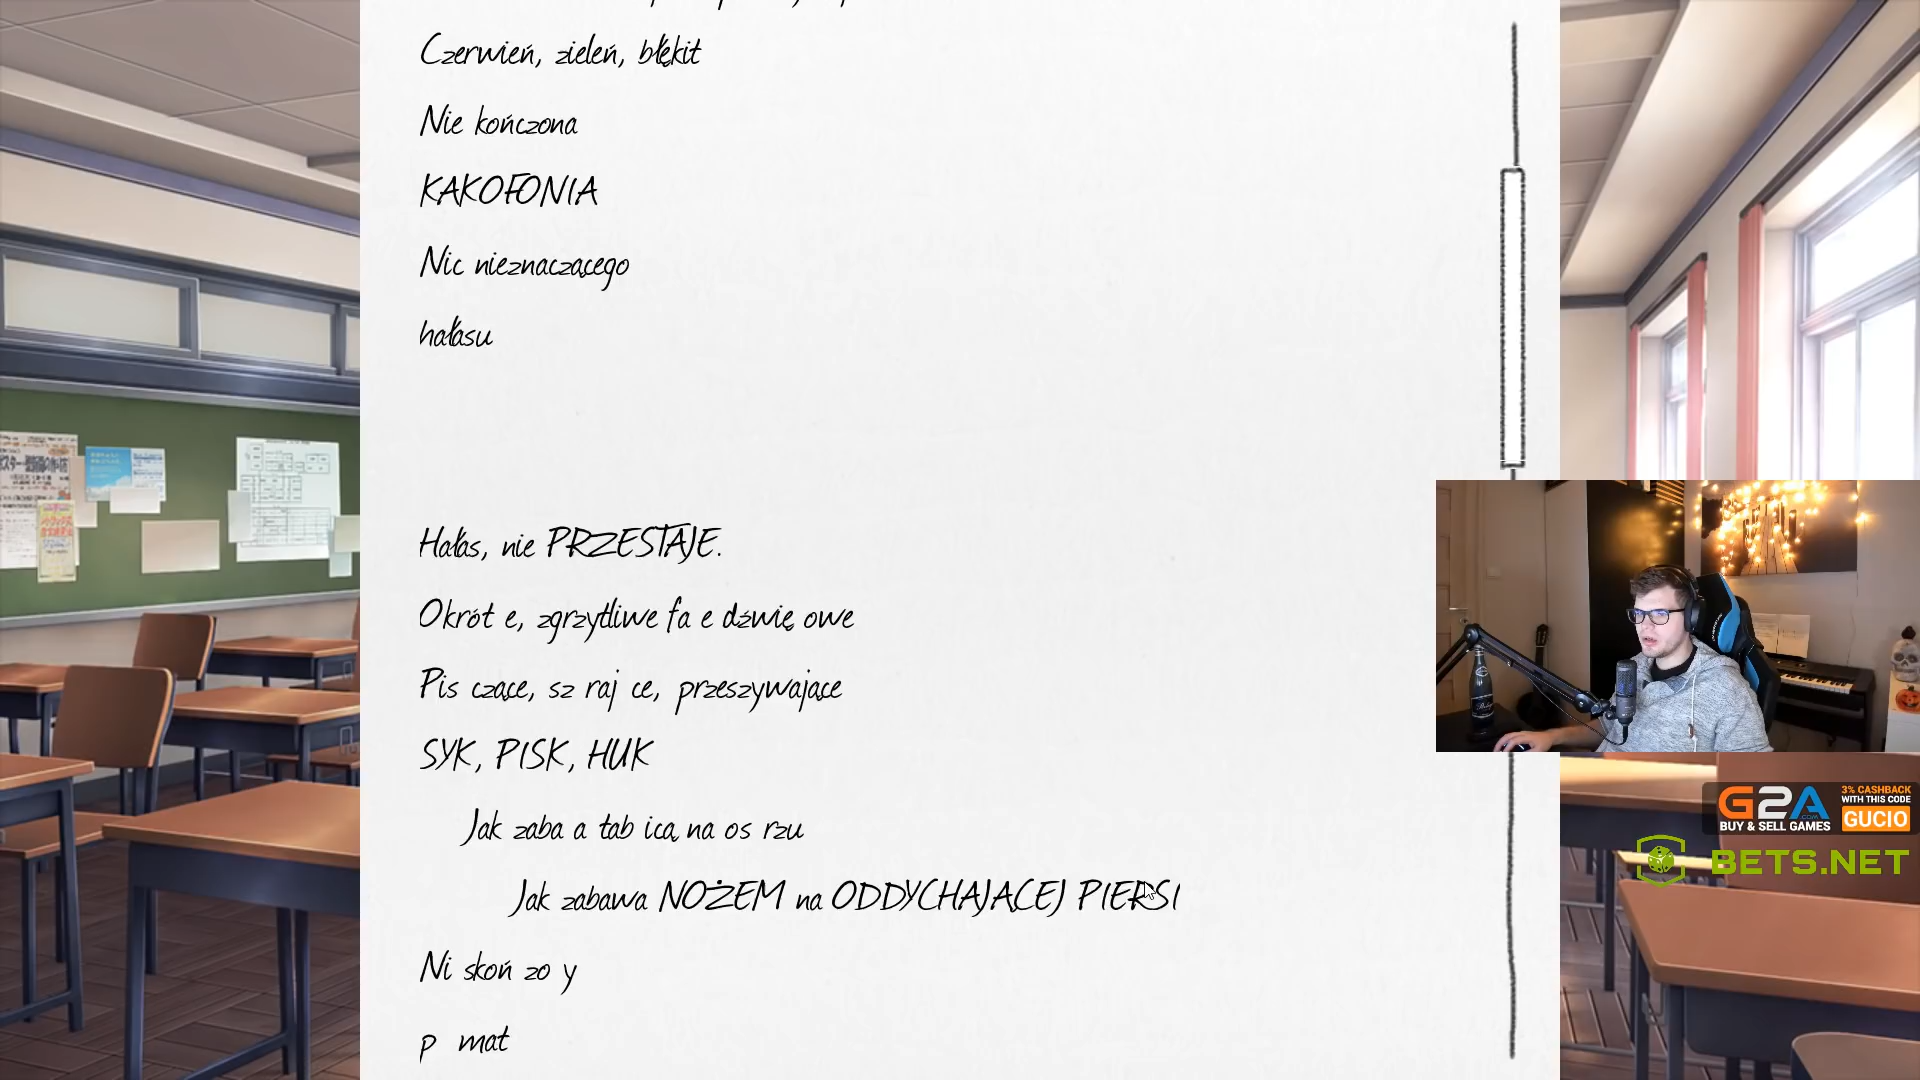 Czerwień, zieleń, błękit
Nie kończona
KAKOFONIA
Nic nieznaczącego
hałasu
Hałas, nie PRZESTAJE.
Okrót e, zgrzytliwe fa e dźwię owe
Pis czące, sz raj ce, przeszywające
SYK, PISK, HUK
Jak zaba a tab icą na os rzu
Jak zabawa NOŻEM na ODDYCHAJĄCEJ PIERSI
Ni skoń zo y
p mat
G2A.COM
BUY & SELL GAMES
3% CASHBACK
WITH THIS CODE
GUCIO
BETS.NET